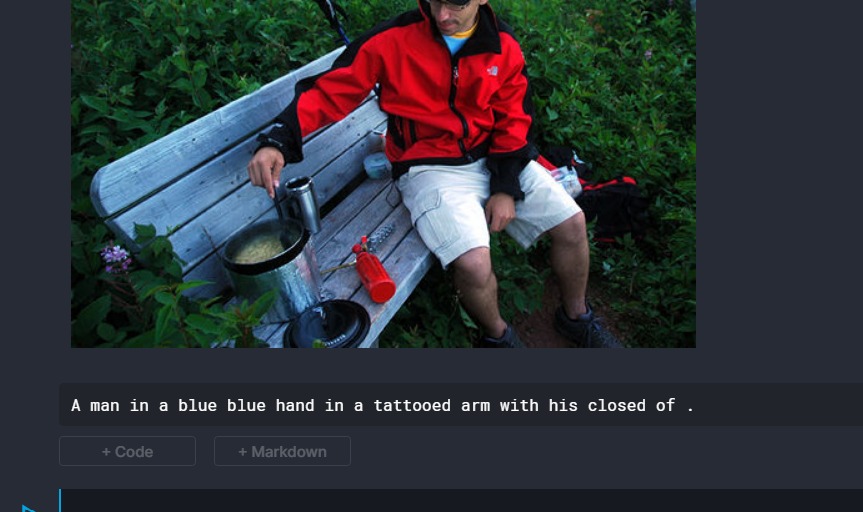 A man in a blue blue hand in a tattooed arm with his closed of .
+ Code
+ Markdown